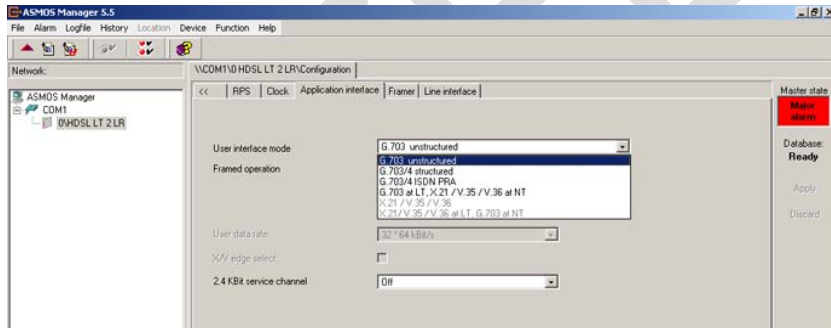 ASMOS Manager 5.5
File Alarm Logfile History Location Device Function Help
Network:
\\COM1\0 HDSL LT 2 LR\Configuration
ASMOS Manager
COM1
0\HDSL LT 2 LR
<< RPS Clock Application interface Framer Line interface
Master state
Major alarm
User interface mode G.703 unstructured
Database:
Ready
Framed operation
G.703 unstructured
G.703/4 structured
G.703/4 ISDN PRA
G.703 at LT, X.21 / V.35 / V.36 at NT
X.21 / V.35 / V.36
X.21/ V.35 / V.36 at LT, G.703 at NT
Apply
Discard
User data rate 32 * 64 kBit/s
X/V edge select
2.4 KBit service channel Off